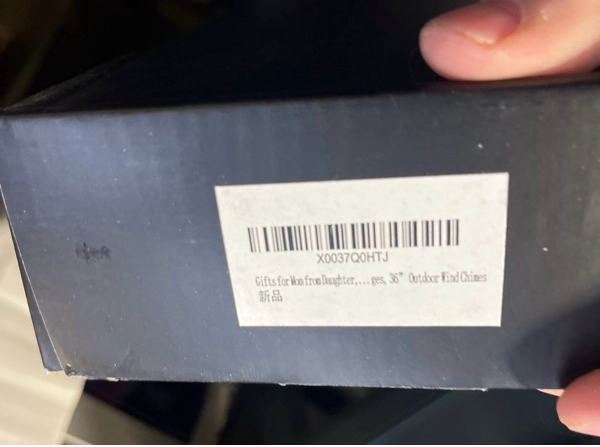 X0037Q0HTJ
Gifts for Mom from Daughter,...ges, 36” Outdoor Wind Chimes
新品